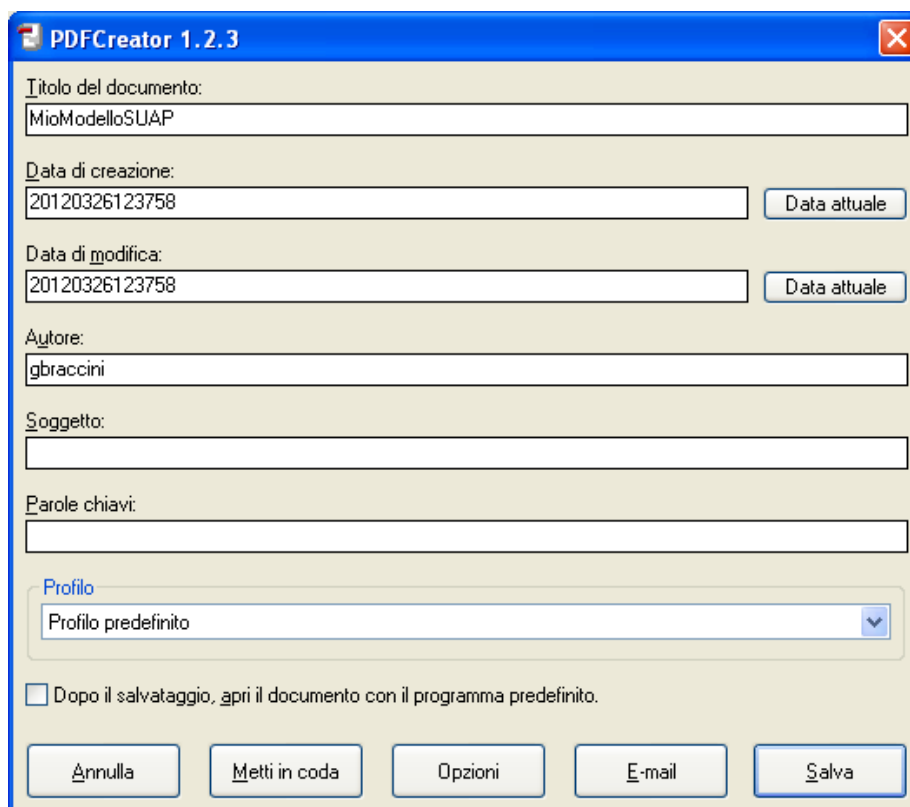 PDFCreator 1.2.3
Titolo del documento:
MioModelloSUAP
Data di creazione:
20120326123758
Data attuale
Data di modifica:
20120326123758
Data attuale
Autore:
gbraccini
Soggetto:
Parole chiavi:
Profilo
Profilo predefinito
Dopo il salvataggio, apri il documento con il programma predefinito.
Annulla Metti in coda Opzioni E-mail Salva